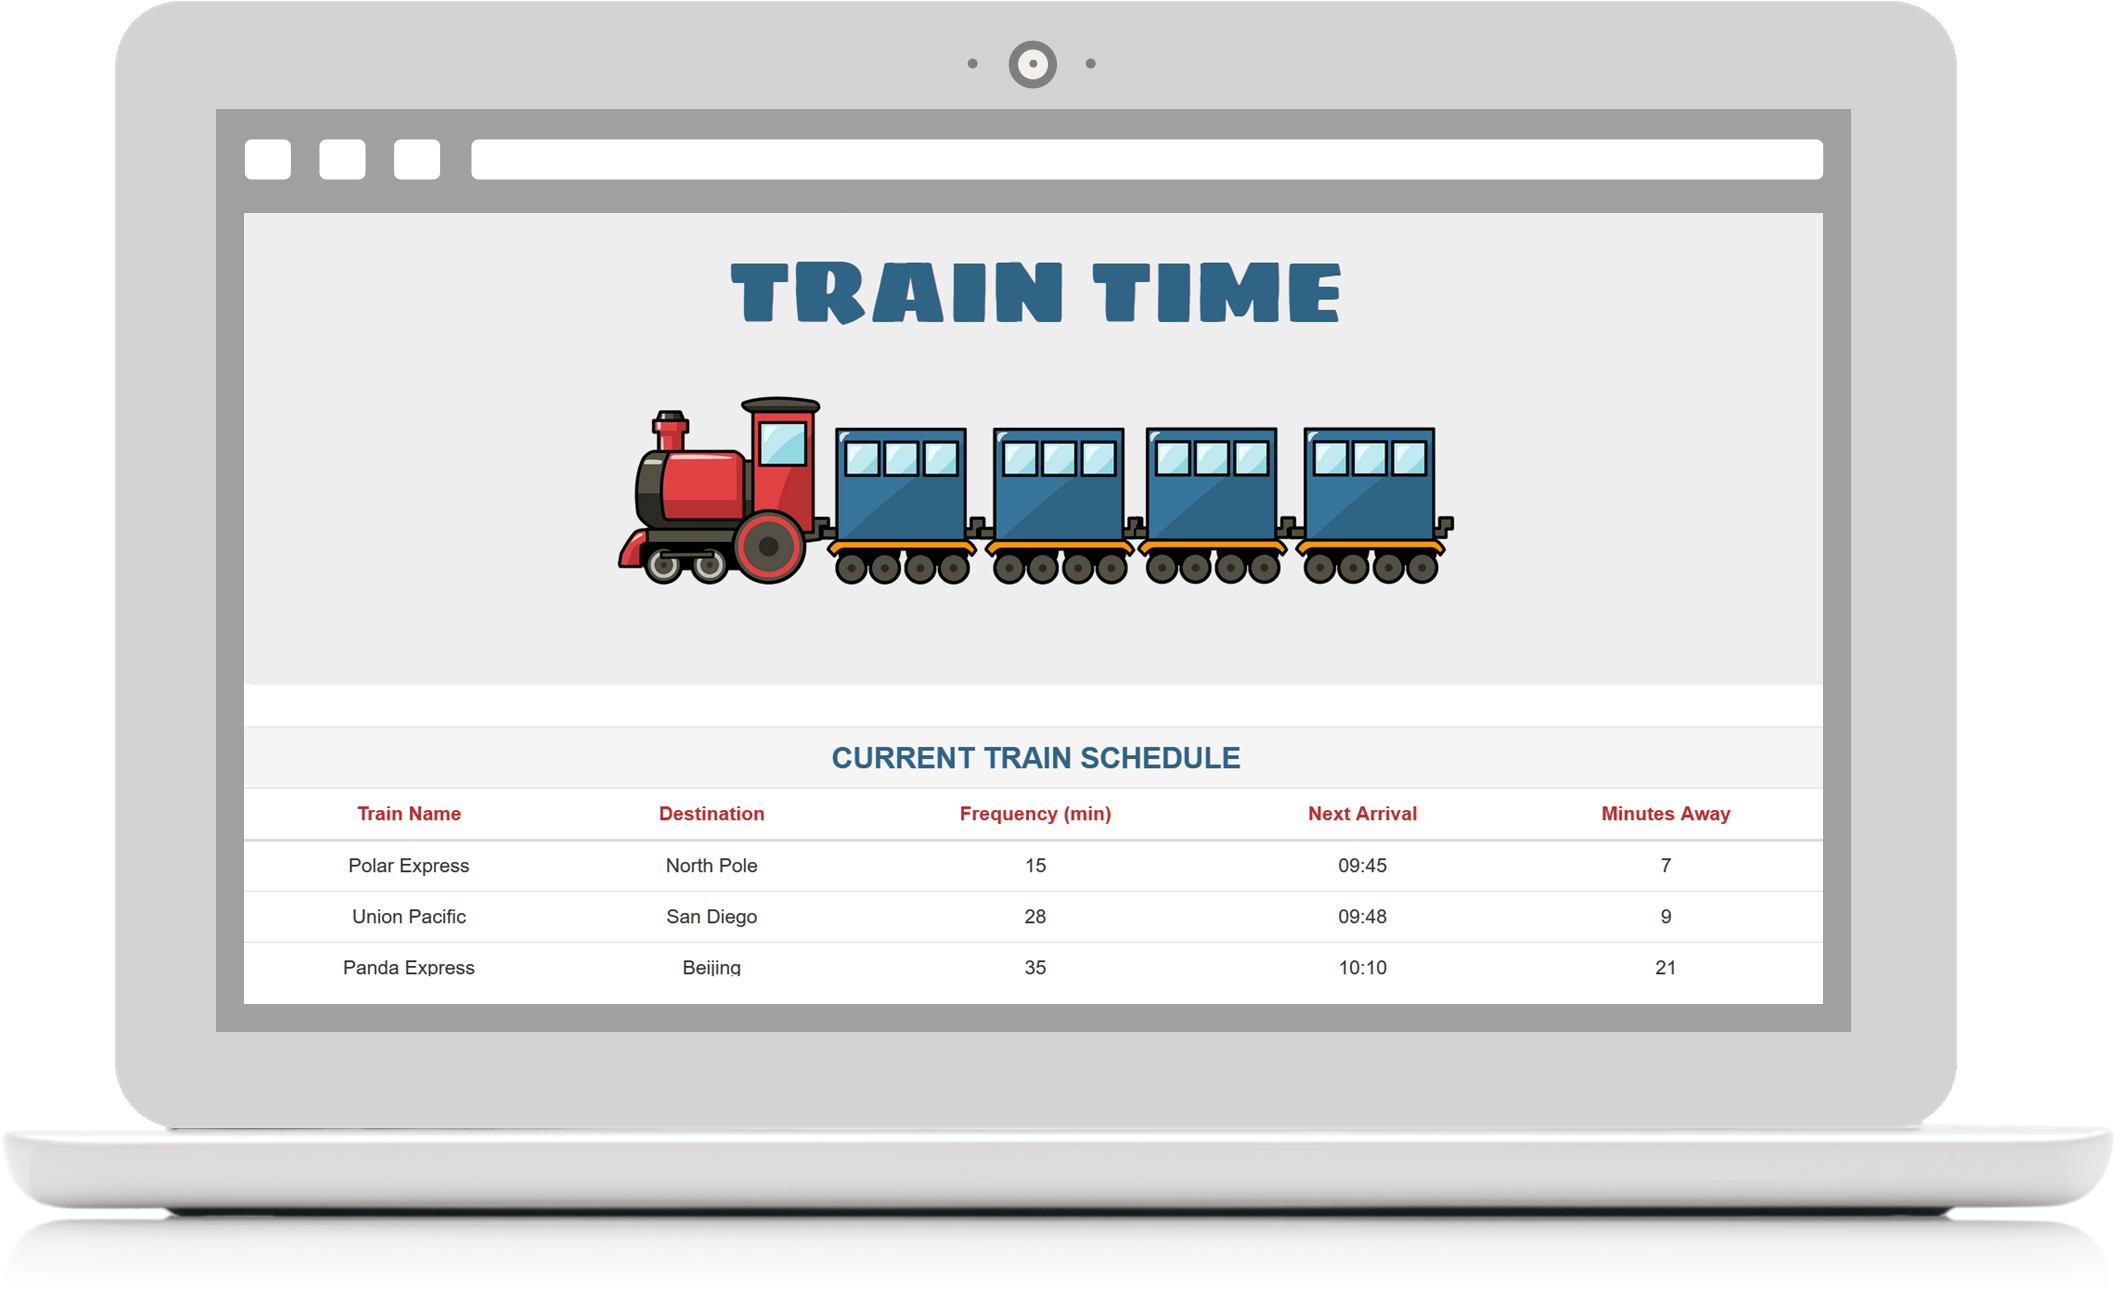 TRAIN TIME
CURRENT TRAIN SCHEDULE
Train Name Destination Frequency (min) Next Arrival Minutes Away
Polar Express North Pole 15 09:45 7
Union Pacific San Diego 28 09:48 9
Panda Express Beijing 35 10:10 21